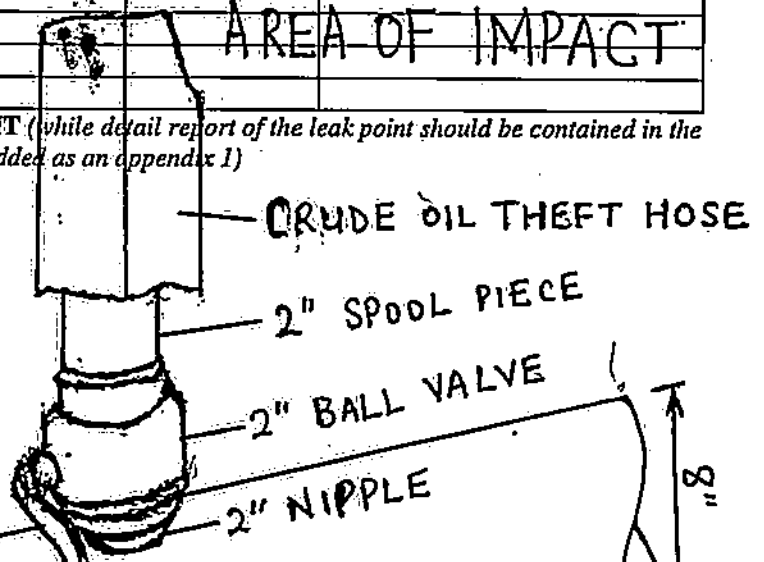 AREA OF IMPACT
T (while detail report of the leak point should be contained in the
dded as an appendix 1)
CRUDE OIL THEFT HOSE
2" SPOOL PIECE
2" BALL VALVE
2" NIPPLE
8"